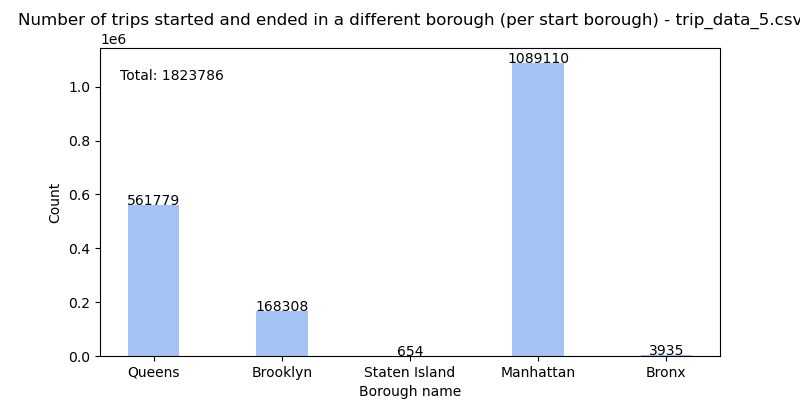 Number of trips started and ended in a different borough (per start borough) - trip_data_5.csv
1e6
Total: 1823786
1089110
561779
168308
654
3935
1.0
0.8
0.6
0.4
0.2
0.0
Count
Queens Brooklyn Staten Island Manhattan Bronx
Borough name